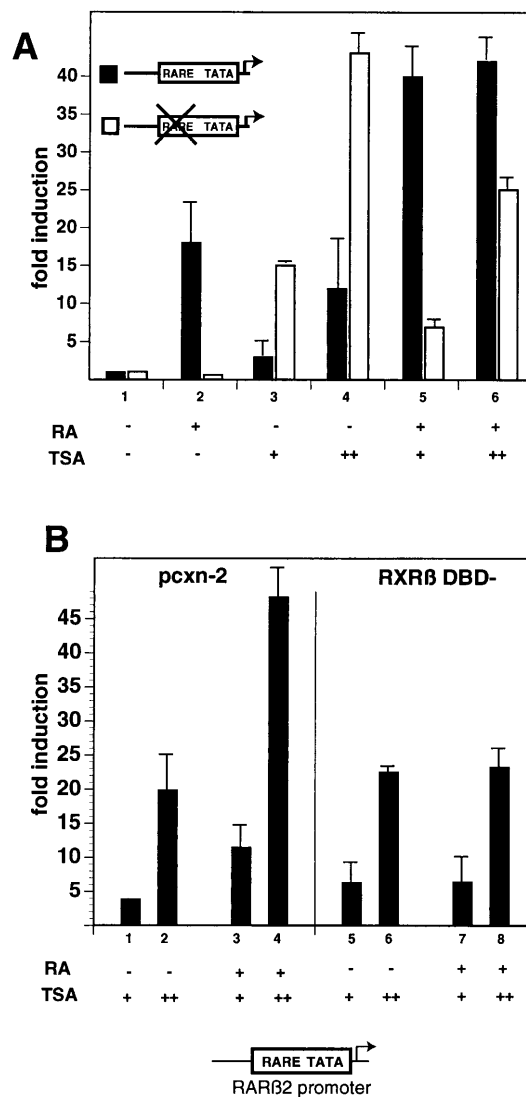 A
RARE TATA
RARE TATA
fold induction
40
35
30
25
20
15
10
5
1 2 3 4 5 6
RA - + - - + +
TSA - - + ++ + ++
B
pcxn-2 RXRß DBD-
fold induction
45
40
35
30
25
20
15
10
5
1 2 3 4 5 6 7 8
RA - - + + - - + +
TSA + ++ + ++ + ++ + ++
RARE TATA
RARß2 promoter